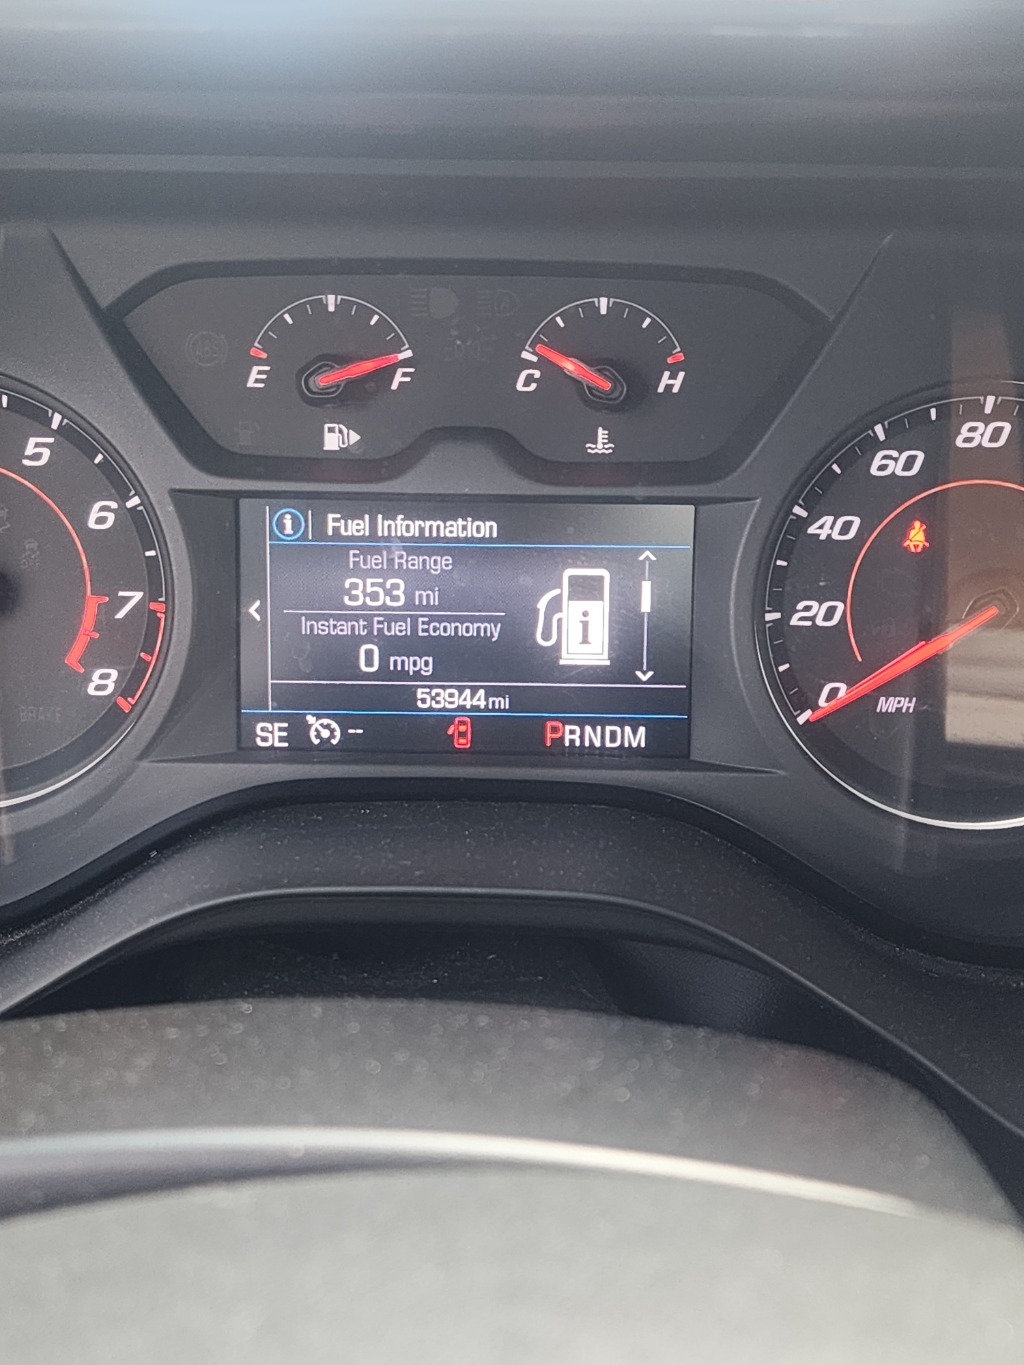 E F
C H
5
6
7
8
80
60
40
20
0
MPH
i Fuel Information
Fuel Range
353 mi
Instant Fuel Economy
0 mpg
i
53944mi
SE -- PRNDM
BRAKE